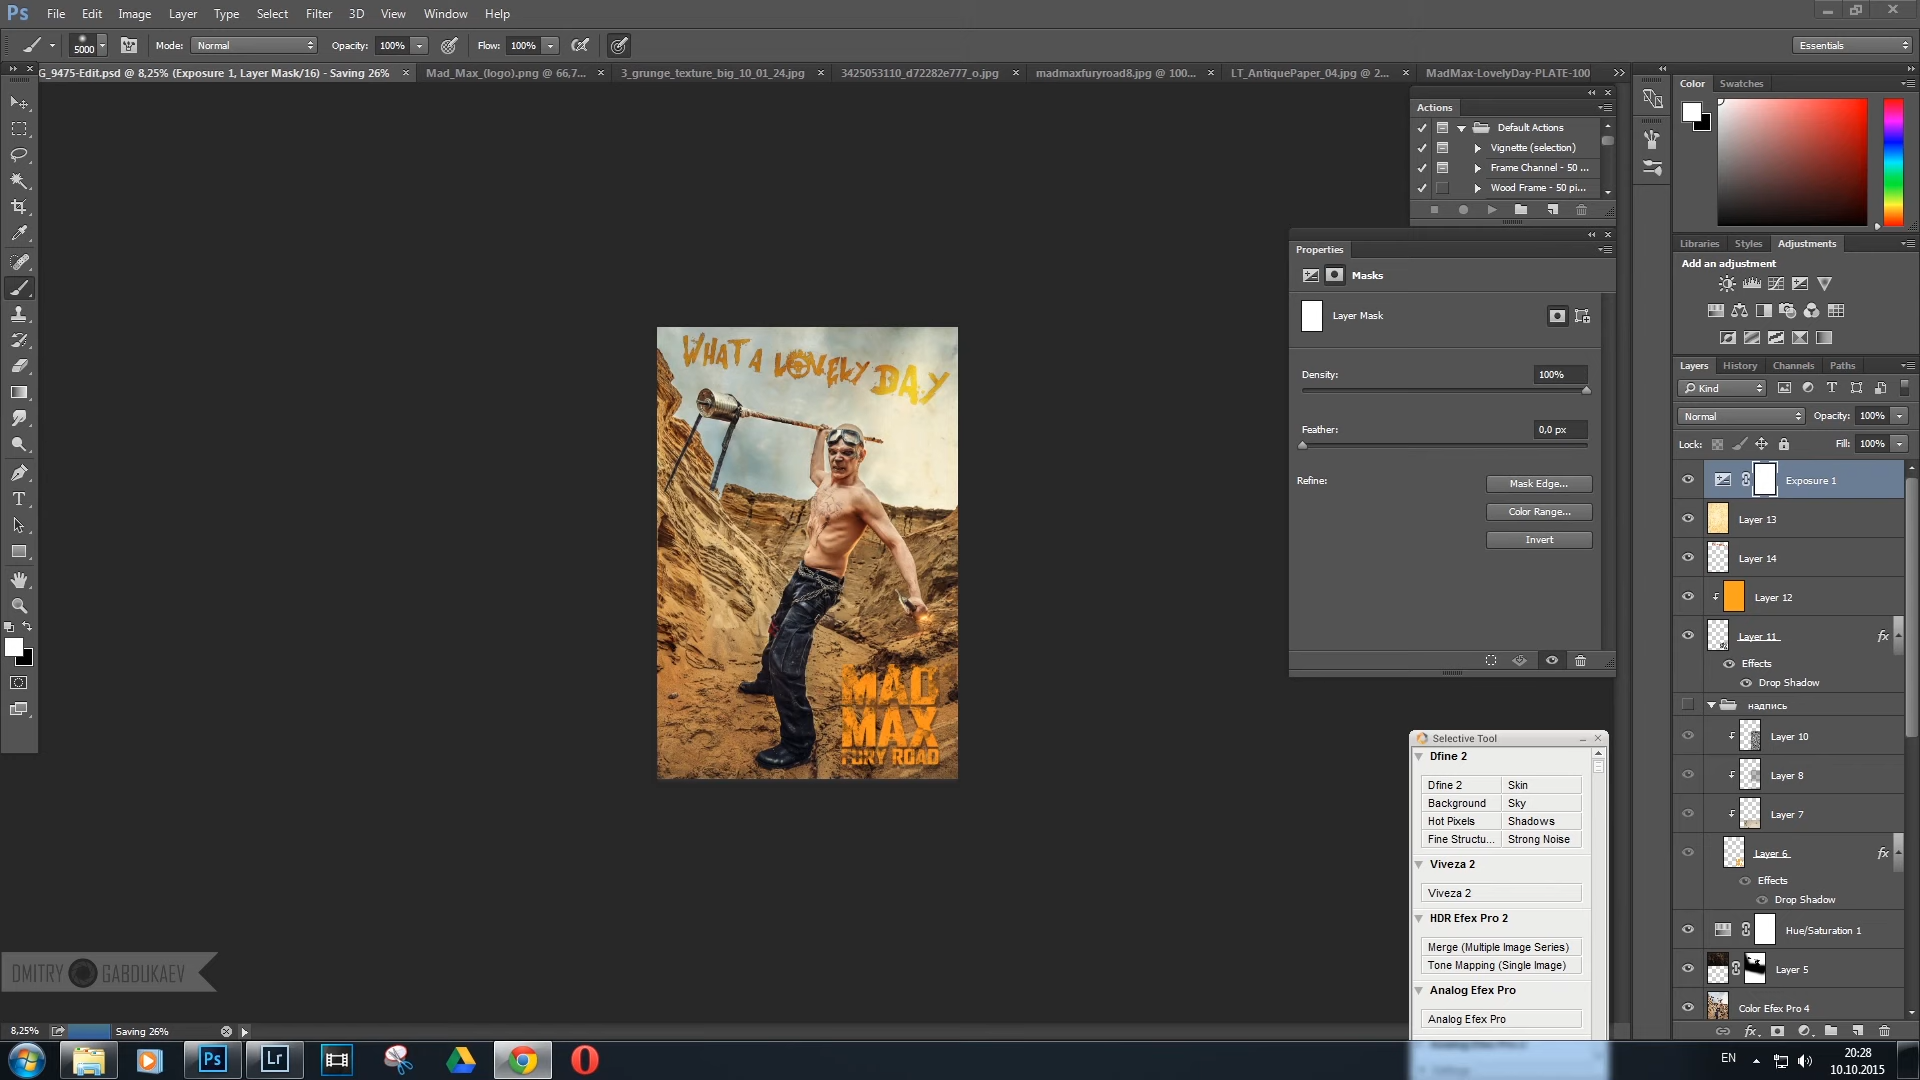 Ps File Edit Image Layer Type Select Filter 3D View Window Help
5000 Mode: Normal Opacity: 100% Flow: 100% Essentials
G_9475-Edit.psd @ 8,25% (Exposure 1, Layer Mask/16) - Saving 26% × Mad_Max_(logo).png @ 66,7... × 3_grunge_texture_big_10_01_24.jpg × 3425053110_d72282e777_o.jpg × madmaxfuryroad8.jpg @ 100... × LT_AntiquePaper_04.jpg @ 2... × MadMax-LovelyDay-PLATE-100
Actions
Default Actions
Vignette (selection)
Frame Channel - 50 ...
Wood Frame - 50 pi...
Properties
Masks
Layer Mask
Density: 100%
Feather: 0,0 px
Refine: Mask Edge...
Color Range...
Invert
WHAT A LOVELY DAY
MAD
MAX
FURY ROAD
Selective Tool
Dfine 2
Dfine 2 Skin
Background Sky
Hot Pixels Shadows
Fine Structu... Strong Noise
Viveza 2
Viveza 2
HDR Efex Pro 2
Merge (Multiple Image Series)
Tone Mapping (Single Image)
Analog Efex Pro
Analog Efex Pro
Color Swatches
Libraries Styles Adjustments
Add an adjustment
Layers History Channels Paths
Kind
Normal Opacity: 100%
Lock: Fill: 100%
Exposure 1
Layer 13
Layer 14
Layer 12
Layer 11 fx
Effects
Drop Shadow
надпись
Layer 10
Layer 8
Layer 7
Layer 6 fx
Effects
Drop Shadow
Hue/Saturation 1
Layer 5
Color Efex Pro 4
DMITRY GABDUKAEV
8,25% Saving 26%
Ps Lr EN 20:28
10.10.2015